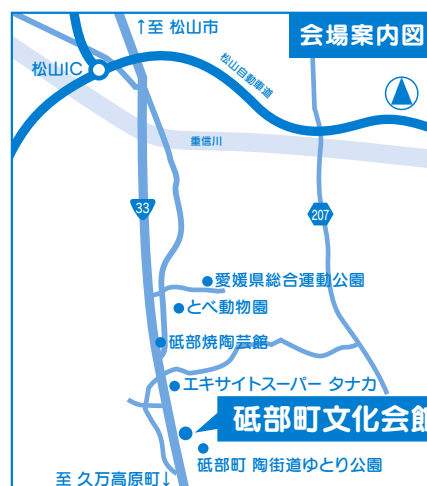 ↑至 松山市
会場案内図
松山IC
松山自動車道
重信川
33
207
愛媛県総合運動公園
とべ動物園
砥部焼陶芸館
エキサイトスーパー タナカ
砥部町文化会館
砥部町 陶街道ゆとり公園
至 久万高原町↓